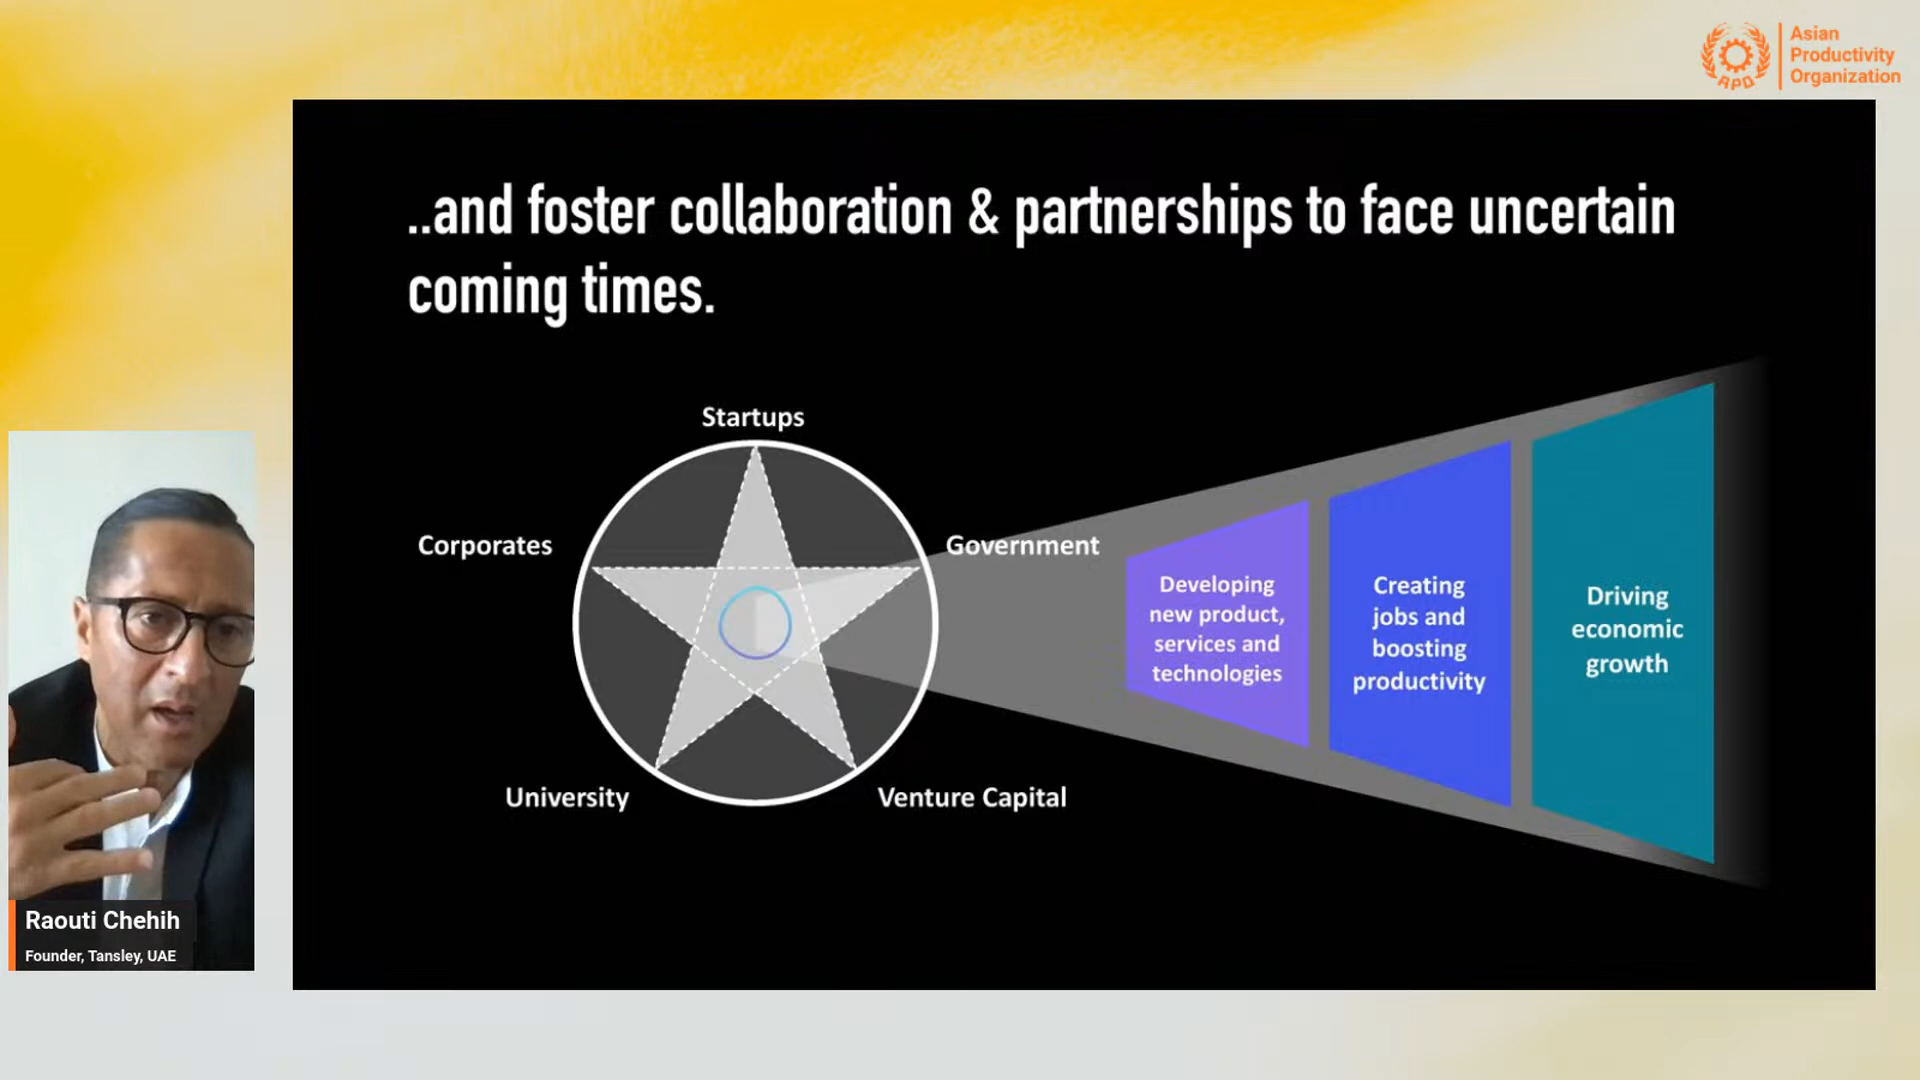 Asian
Productivity
Organization
APO
..and foster collaboration & partnerships to face uncertain
coming times.
Startups
Corporates
Government
University
Venture Capital
Developing
new product,
services and
technologies
Creating
jobs and
boosting
productivity
Driving
economic
growth
Raouti Chehih
Founder, Tansley, UAE